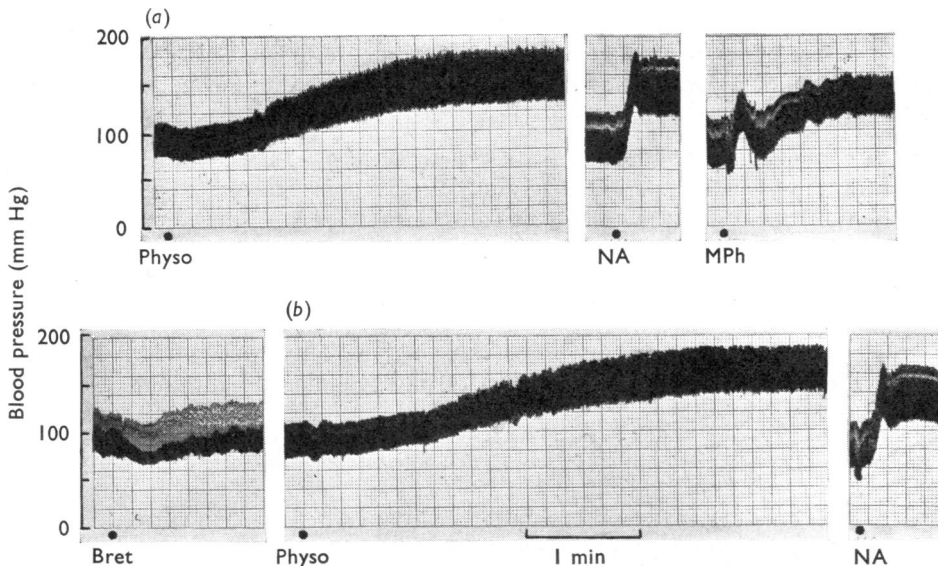 (a)
200
100
0
Blood pressure (mm Hg)
Physo
NA
MPh
(b)
200
100
0
Bret
Physo
1 min
NA